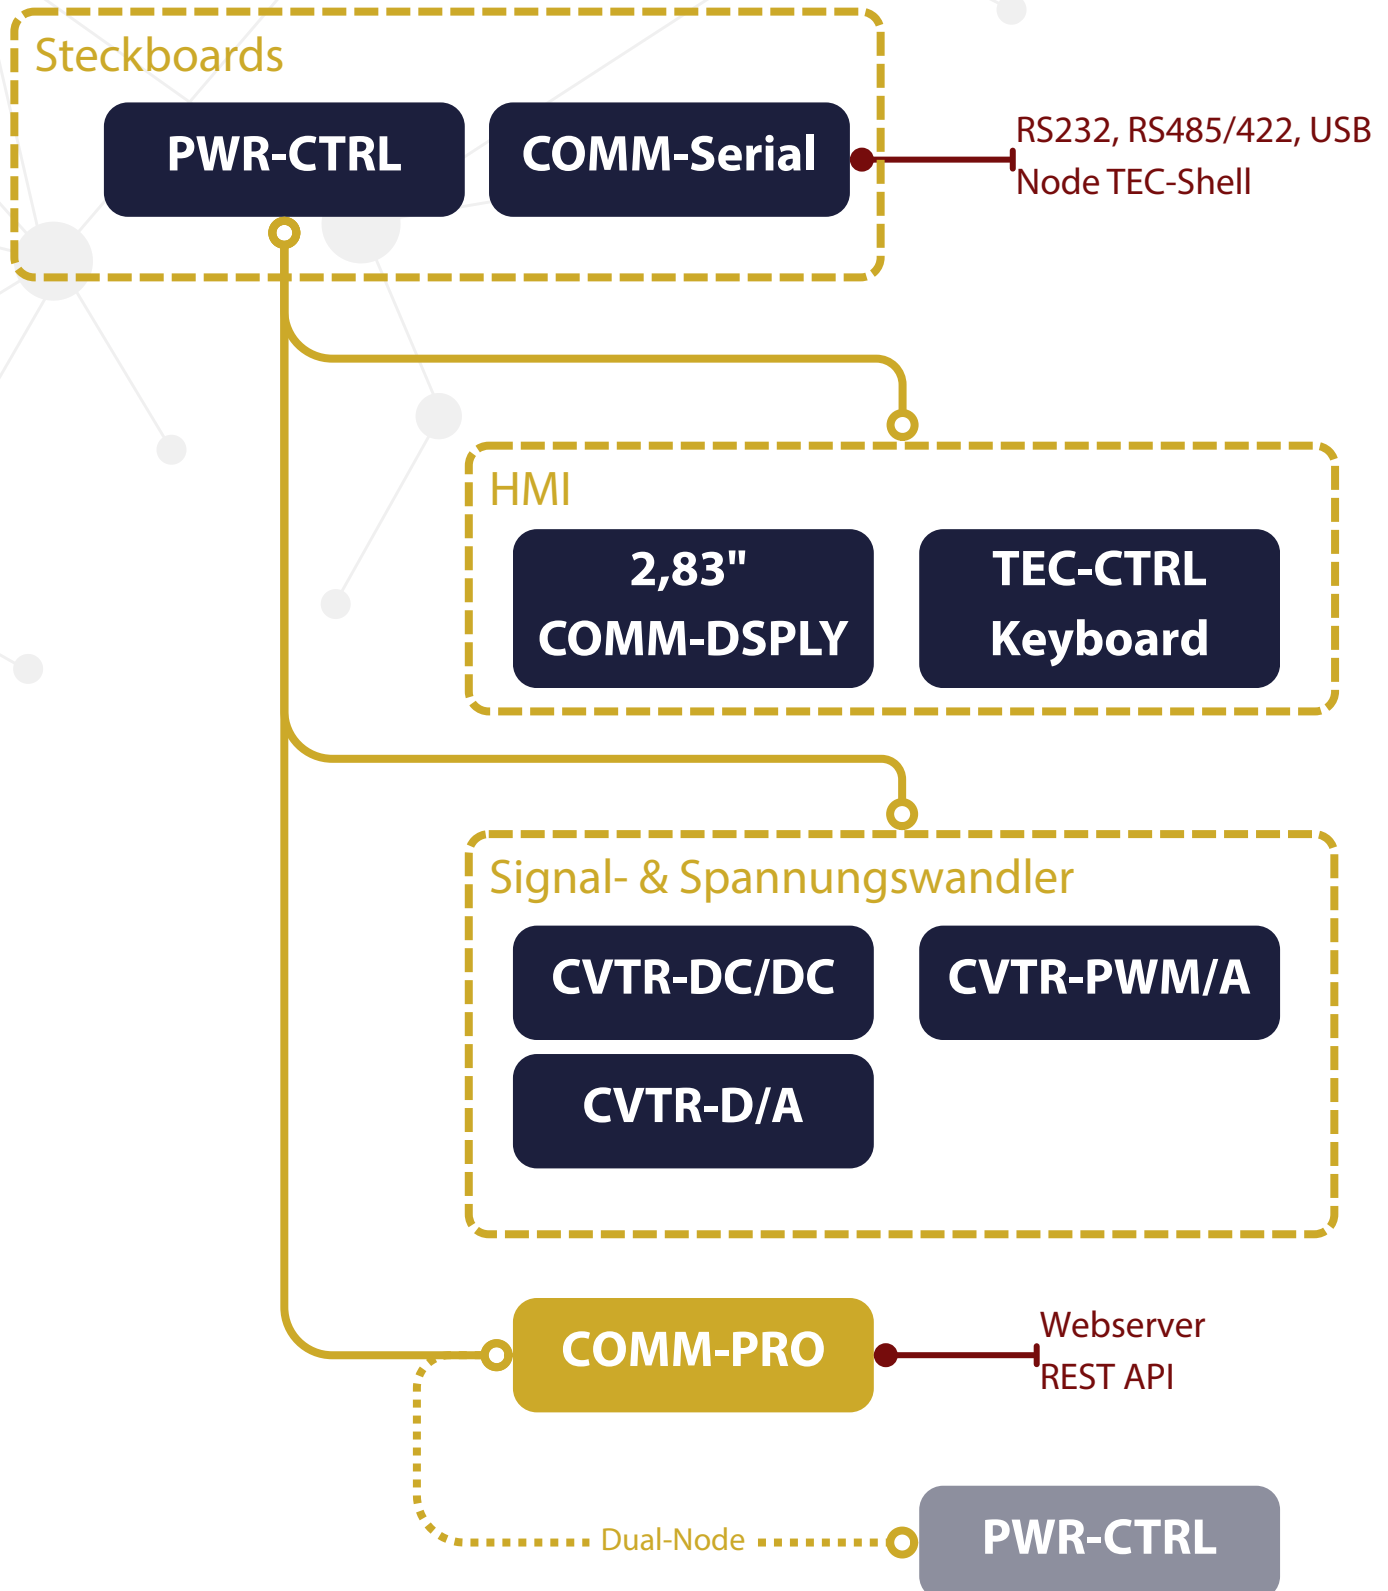 Steckboards
PWR-CTRL
COMM-Serial
RS232, RS485/422, USB
Node TEC-Shell
HMI
2,83"
COMM-DSPLY
TEC-CTRL
Keyboard
Signal- & Spannungswandler
CVTR-DC/DC
CVTR-PWM/A
CVTR-D/A
COMM-PRO
Webserver
REST API
Dual-Node
PWR-CTRL